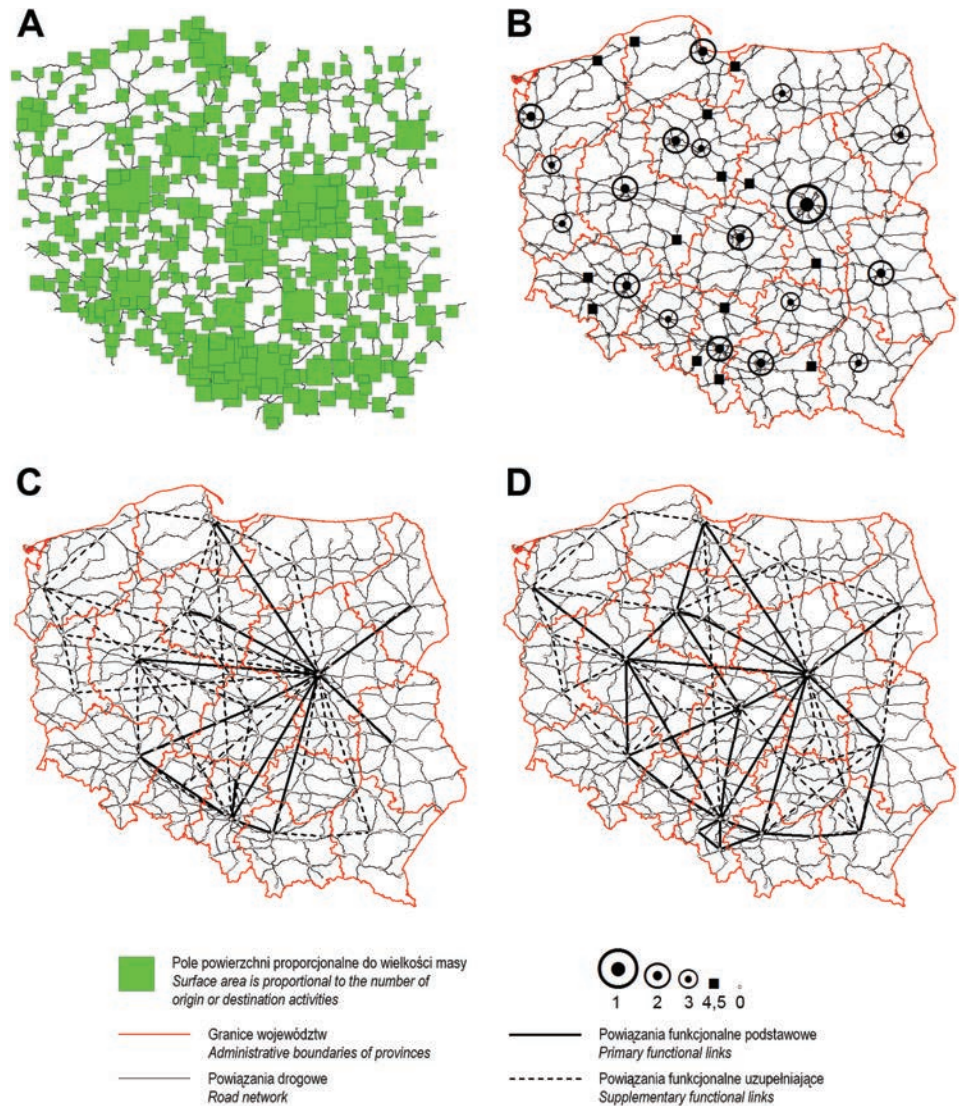 A
B
C
D
Pole powierzchni proporcjonalne do wielkości masy
Surface area is proportional to the number of
origin or destination activities
Granice województw
Administrative boundaries of provinces
Powiązania drogowe
Road network
1 2 3 4,5 0
Powiązania funkcjonalne podstawowe
Primary functional links
Powiązania funkcjonalne uzupełniające
Supplementary functional links